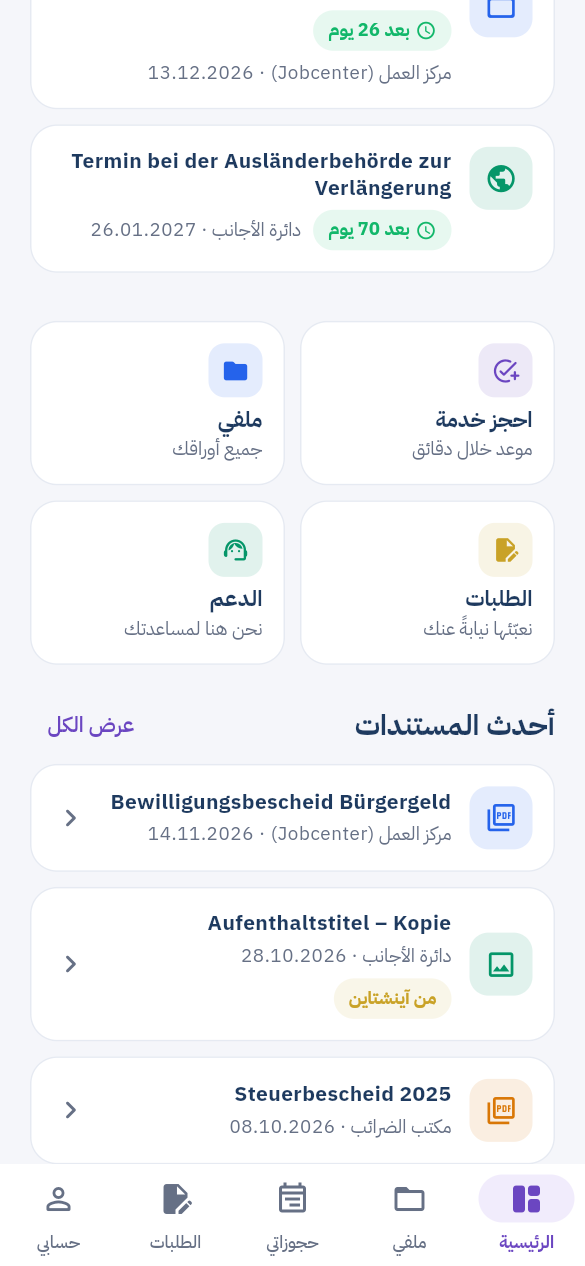 بعد 26 يوم
مركز العمل (Jobcenter) · 13.12.2026
Termin bei der Ausländerbehörde zur
Verlängerung
بعد 70 يوم
دائرة الأجانب · 26.01.2027
احجز خدمة
موعد خلال دقائق
ملفي
جميع أوراقك
الطلبات
نعبّئها نيابةً عنك
الدعم
نحن هنا لمساعدتك
أحدث المستندات
عرض الكل
PDF
Bewilligungsbescheid Bürgergeld
مركز العمل (Jobcenter) · 14.11.2026
Aufenthaltstitel – Kopie
دائرة الأجانب · 28.10.2026
من آينشتاين
PDF
Steuerbescheid 2025
مكتب الضرائب · 08.10.2026
الرئيسية
ملفي
حجوزاتي
الطلبات
حسابي